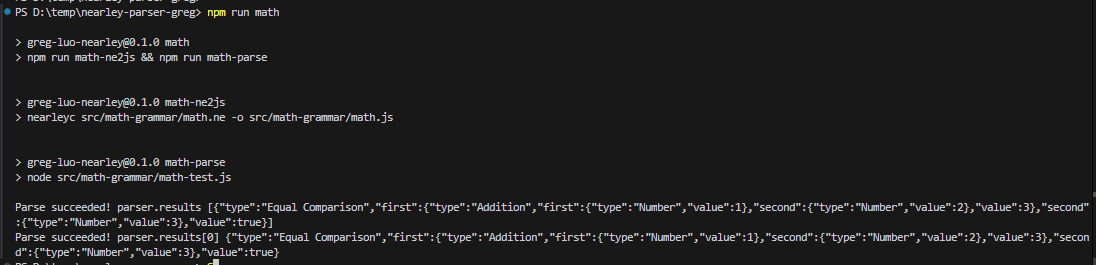 PS D:\temp\nearley-parser-greg> npm run math
> greg-luo-nearley@0.1.0 math
> npm run math-ne2js && npm run math-parse
> greg-luo-nearley@0.1.0 math-ne2js
> nearleyc src/math-grammar/math.ne -o src/math-grammar/math.js
> greg-luo-nearley@0.1.0 math-parse
> node src/math-grammar/math-test.js
Parse succeeded! parser.results [{"type":"Equal Comparison","first":{"type":"Addition","first":{"type":"Number","value":1},"second":{"type":"Number","value":2},"value":3},"second"
:{"type":"Number","value":3},"value":true}]
Parse succeeded! parser.results[0] {"type":"Equal Comparison","first":{"type":"Addition","first":{"type":"Number","value":1},"second":{"type":"Number","value":2},"value":3},"secon
d":{"type":"Number","value":3},"value":true}